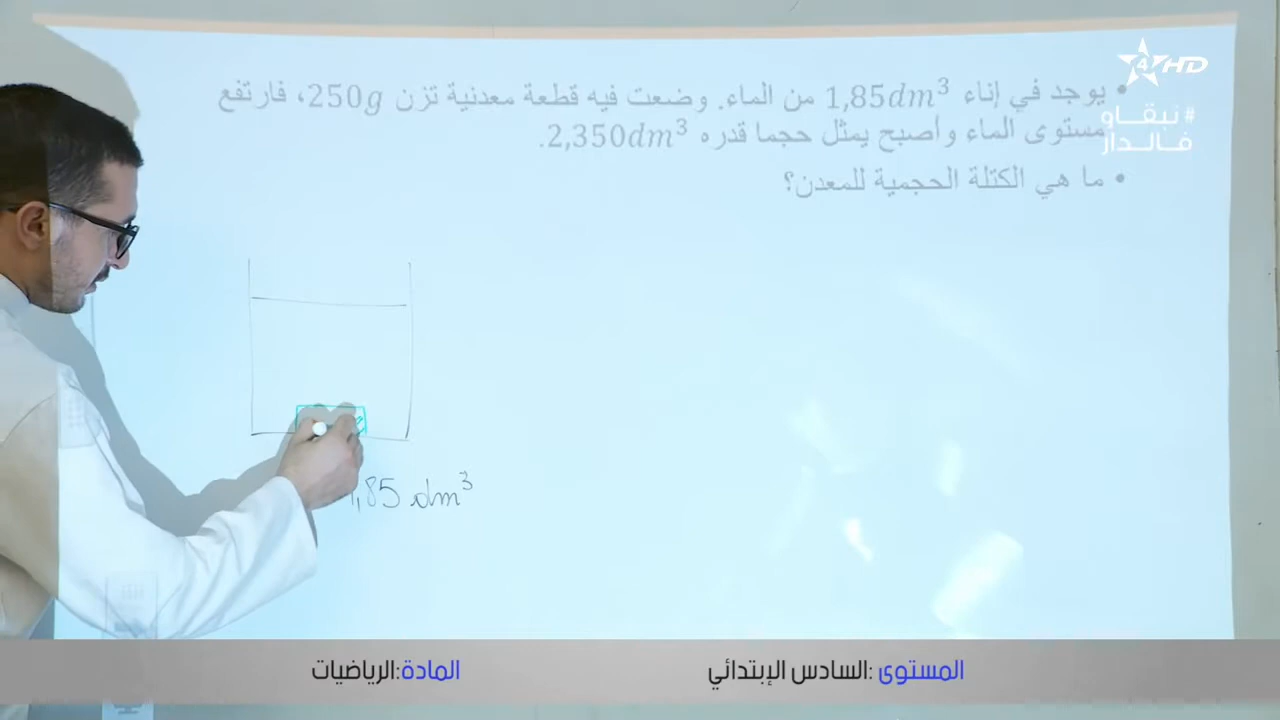 • يوجد في إناء 1,85dm³ من الماء. وضعت فيه قطعة معدنية تزن 250g، فارتفع
مستوى الماء وأصبح يمثل حجما قدره 2,350dm³.
• ما هي الكتلة الحجمية للمعدن؟
4 HD
# نبقاو
فالدار
1,85 dm³
المستوى :السادس الإبتدائي
المادة:الرياضيات